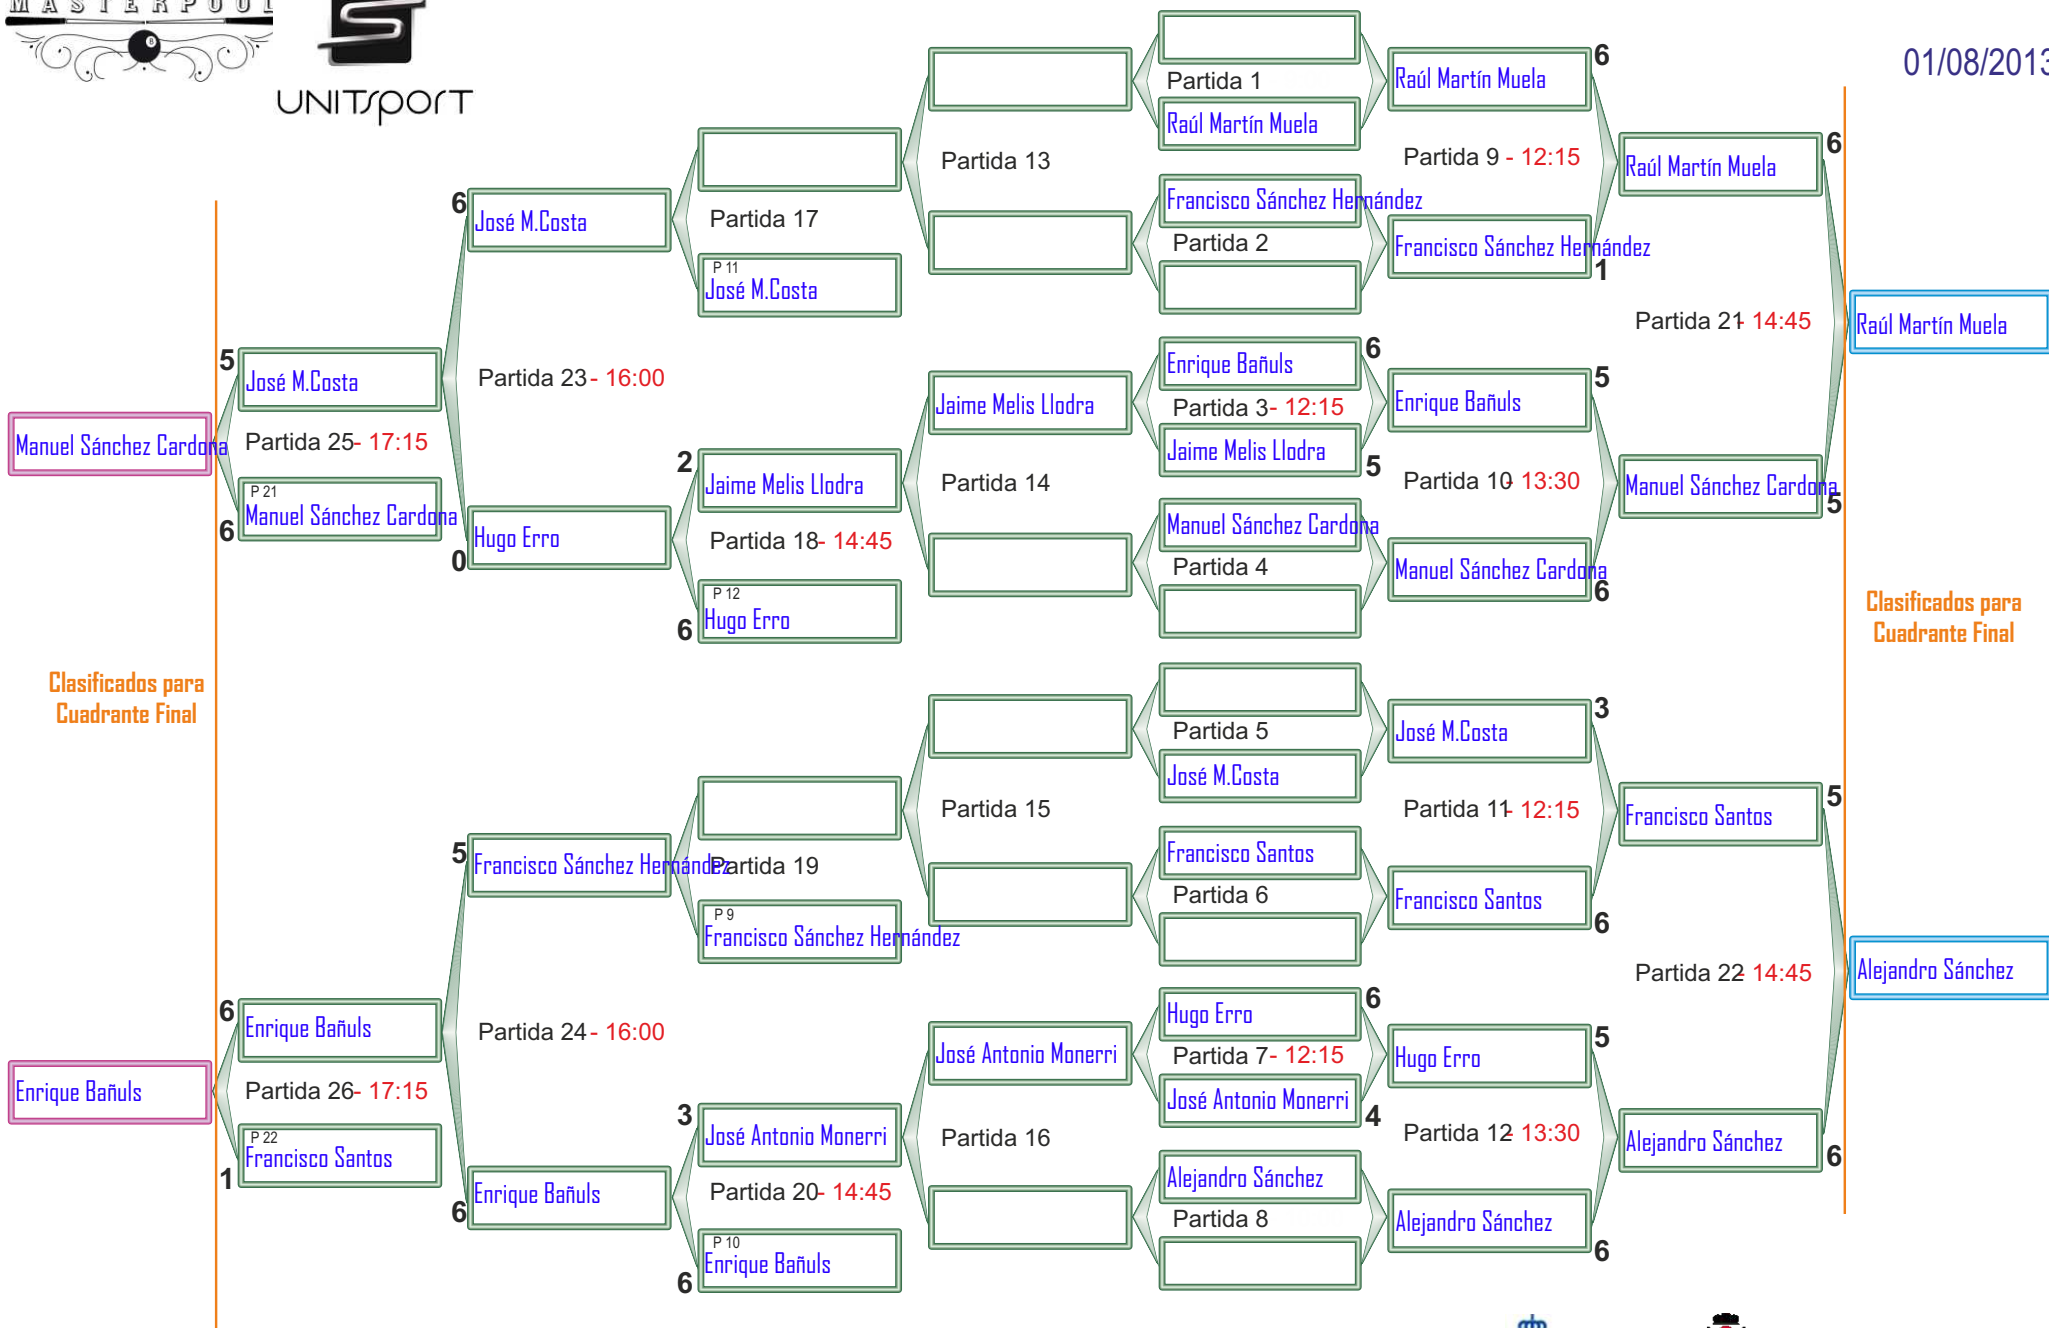 MASTERPOOL
UNITSPORT
01/08/2013
Partida 1
Raúl Martín Muela
Francisco Sánchez Hernández
Partida 2
Enrique Bañuls
6
Partida 3 - 12:15
Jaime Melis Llodra
5
Manuel Sánchez Cardona
Partida 4
Partida 5
José M.Costa
Francisco Santos
Partida 6
Hugo Erro
6
Partida 7 - 12:15
José Antonio Monerri
4
Alejandro Sánchez
Partida 8
Raúl Martín Muela
6
Partida 9 - 12:15
Francisco Sánchez Hernández
1
Enrique Bañuls
5
Partida 10 - 13:30
Manuel Sánchez Cardona
6
José M.Costa
3
Partida 11 - 12:15
Francisco Santos
6
Hugo Erro
5
Partida 12 - 13:30
Alejandro Sánchez
6
Raúl Martín Muela
6
Partida 21 - 14:45
Manuel Sánchez Cardona
5
Francisco Santos
5
Partida 22 - 14:45
Alejandro Sánchez
6
Raúl Martín Muela
Clasificados para
Cuadrante Final
Alejandro Sánchez
Partida 13
Jaime Melis Llodra
Partida 14
Partida 15
José Antonio Monerri
Partida 16
Partida 17
P 11
José M.Costa
2
Jaime Melis Llodra
Partida 18 - 14:45
P 12
Hugo Erro
6
Partida 19
P 9
Francisco Sánchez Hernández
3
José Antonio Monerri
Partida 20 - 14:45
P 10
Enrique Bañuls
6
6
José M.Costa
Partida 23 - 16:00
Hugo Erro
0
5
Francisco Sánchez Hernández
Partida 24 - 16:00
Enrique Bañuls
6
5
José M.Costa
Partida 25 - 17:15
P 21
Manuel Sánchez Cardona
6
6
Enrique Bañuls
Partida 26 - 17:15
P 22
Francisco Santos
1
Manuel Sánchez Cardona
Clasificados para
Cuadrante Final
Enrique Bañuls